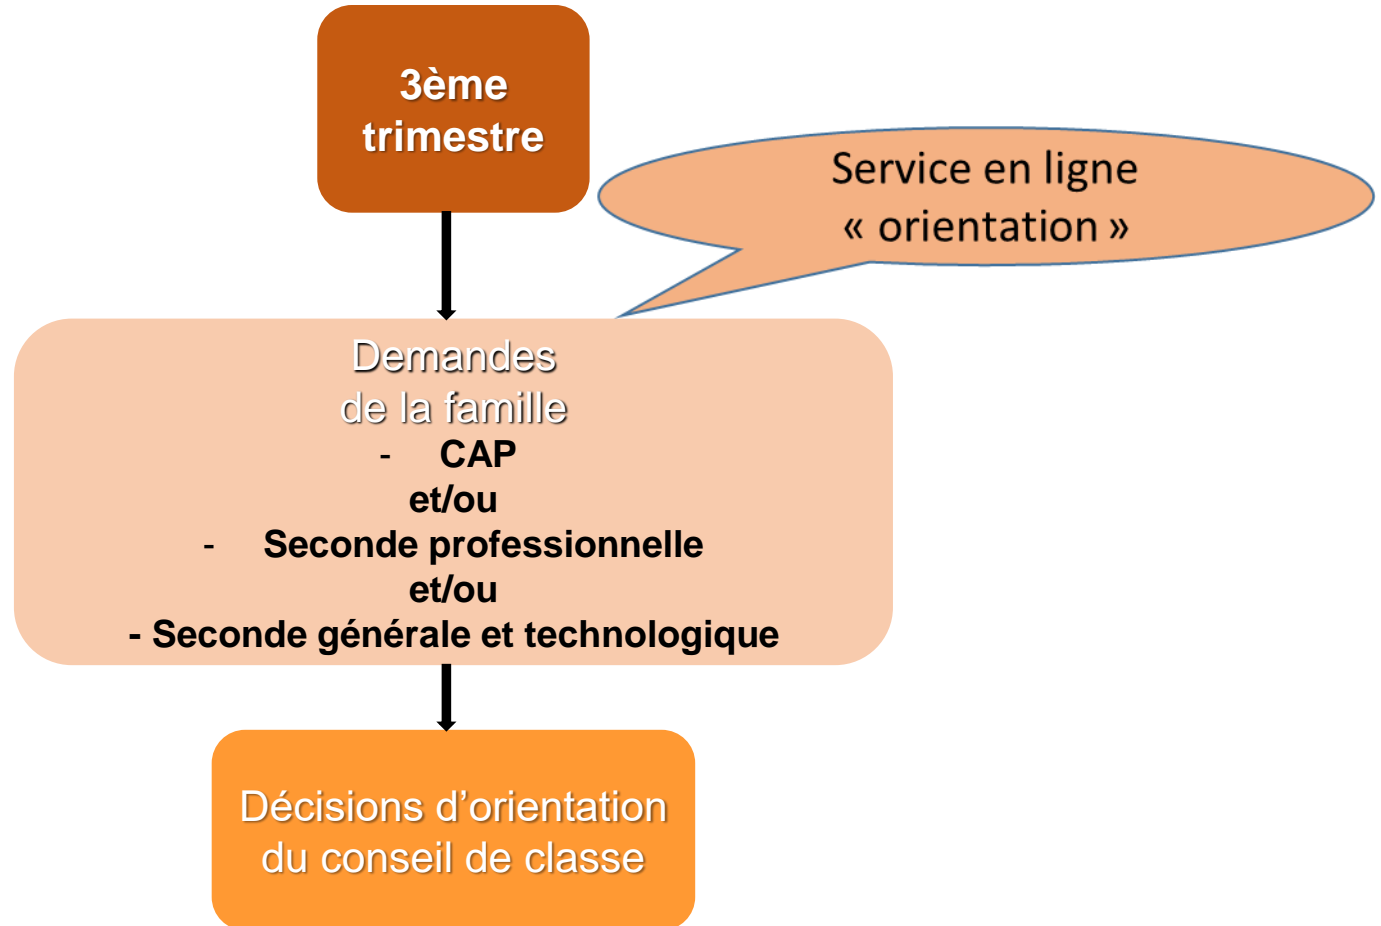 3ème
trimestre
Service en ligne
« orientation »
Demandes
de la famille
- CAP
et/ou
- Seconde professionnelle
et/ou
- Seconde générale et technologique
Décisions d’orientation
du conseil de classe